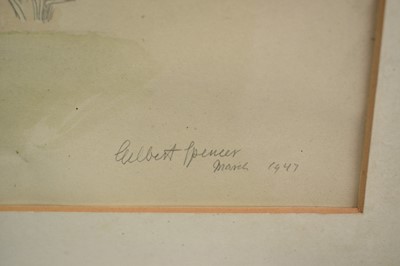 Gilbert Spencer
March 1947